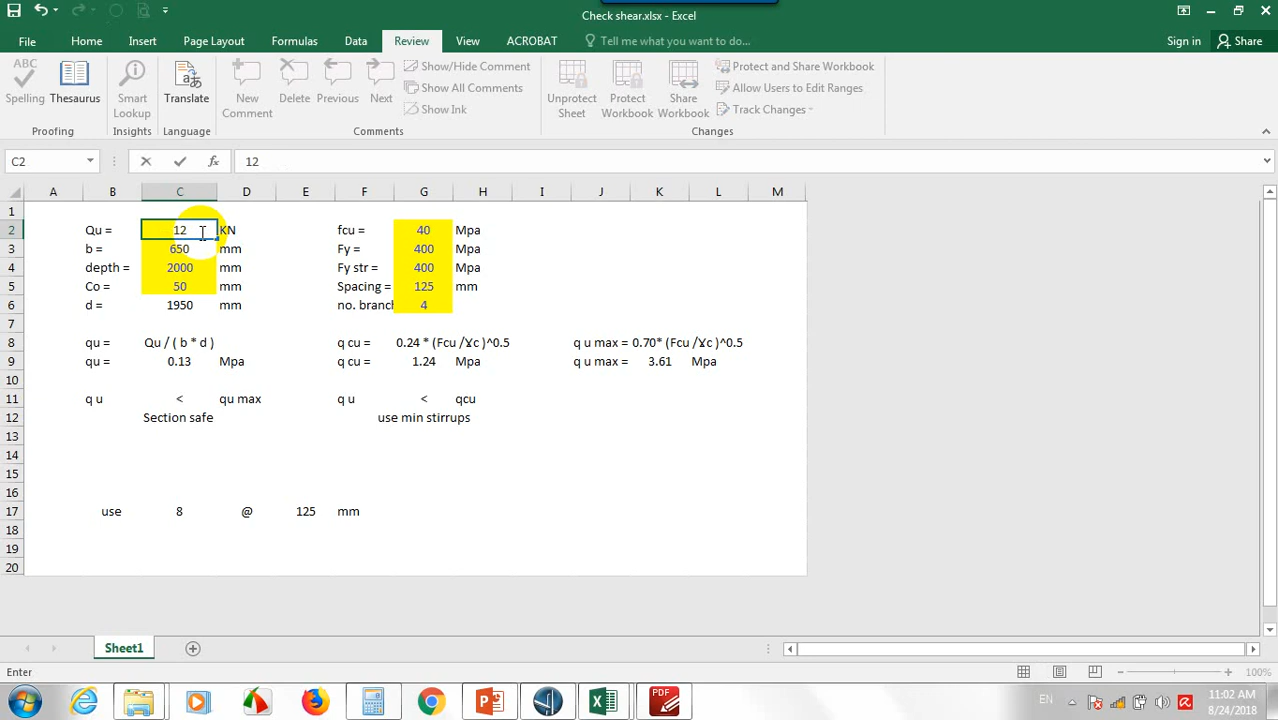 Check shear.xlsx - Excel
File Home Insert Page Layout Formulas Data Review View ACROBAT Tell me what you want to do... Sign in Share
ABC
Spelling Thesaurus Smart Lookup Translate New Comment Delete Previous Next Show/Hide Comment Show All Comments Show Ink Unprotect Sheet Protect Workbook Share Workbook Protect and Share Workbook Allow Users to Edit Ranges Track Changes
Proofing Insights Language Comments Changes
C2 fx 12
A B C D E F G H I J K L M
1
2 Qu = 12 KN fcu = 40 Mpa
3 b = 650 mm Fy = 400 Mpa
4 depth = 2000 mm Fy str = 400 Mpa
5 Co = 50 mm Spacing = 125 mm
6 d = 1950 mm no. branch 4
7
8 qu = Qu / ( b * d ) q cu = 0.24 * (Fcu /ɣc )^0.5 q u max = 0.70* (Fcu /ɣc )^0.5
9 qu = 0.13 Mpa q cu = 1.24 Mpa q u max = 3.61 Mpa
10
11 q u < qu max q u < qcu
12 Section safe use min stirrups
13
14
15
16
17 use 8 @ 125 mm
18
19
20
Sheet1
Enter 100%
PDF EN 11:02 AM
8/24/2018